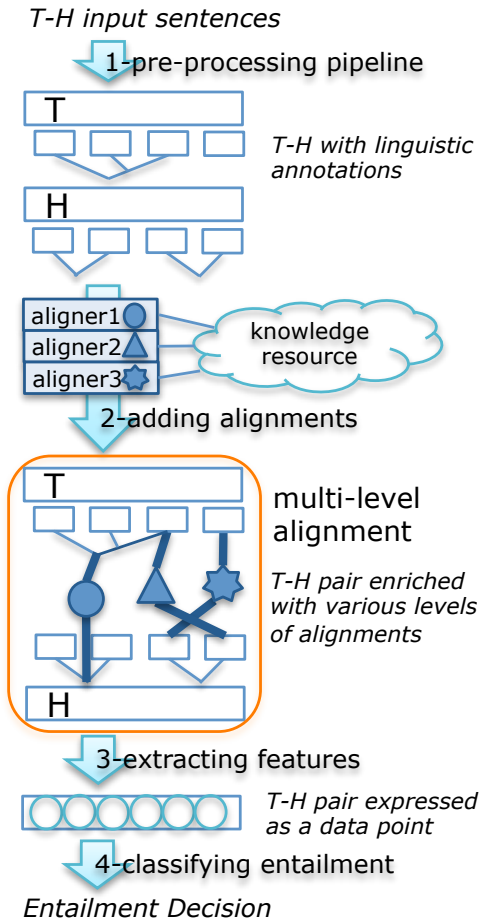 T-H input sentences
1-pre-processing pipeline
T
T-H with linguistic
annotations
H
aligner1
aligner2
aligner3
knowledge
resource
2-adding alignments
T
multi-level
alignment
T-H pair enriched
with various levels
of alignments
H
3-extracting features
T-H pair expressed
as a data point
4-classifying entailment
Entailment Decision